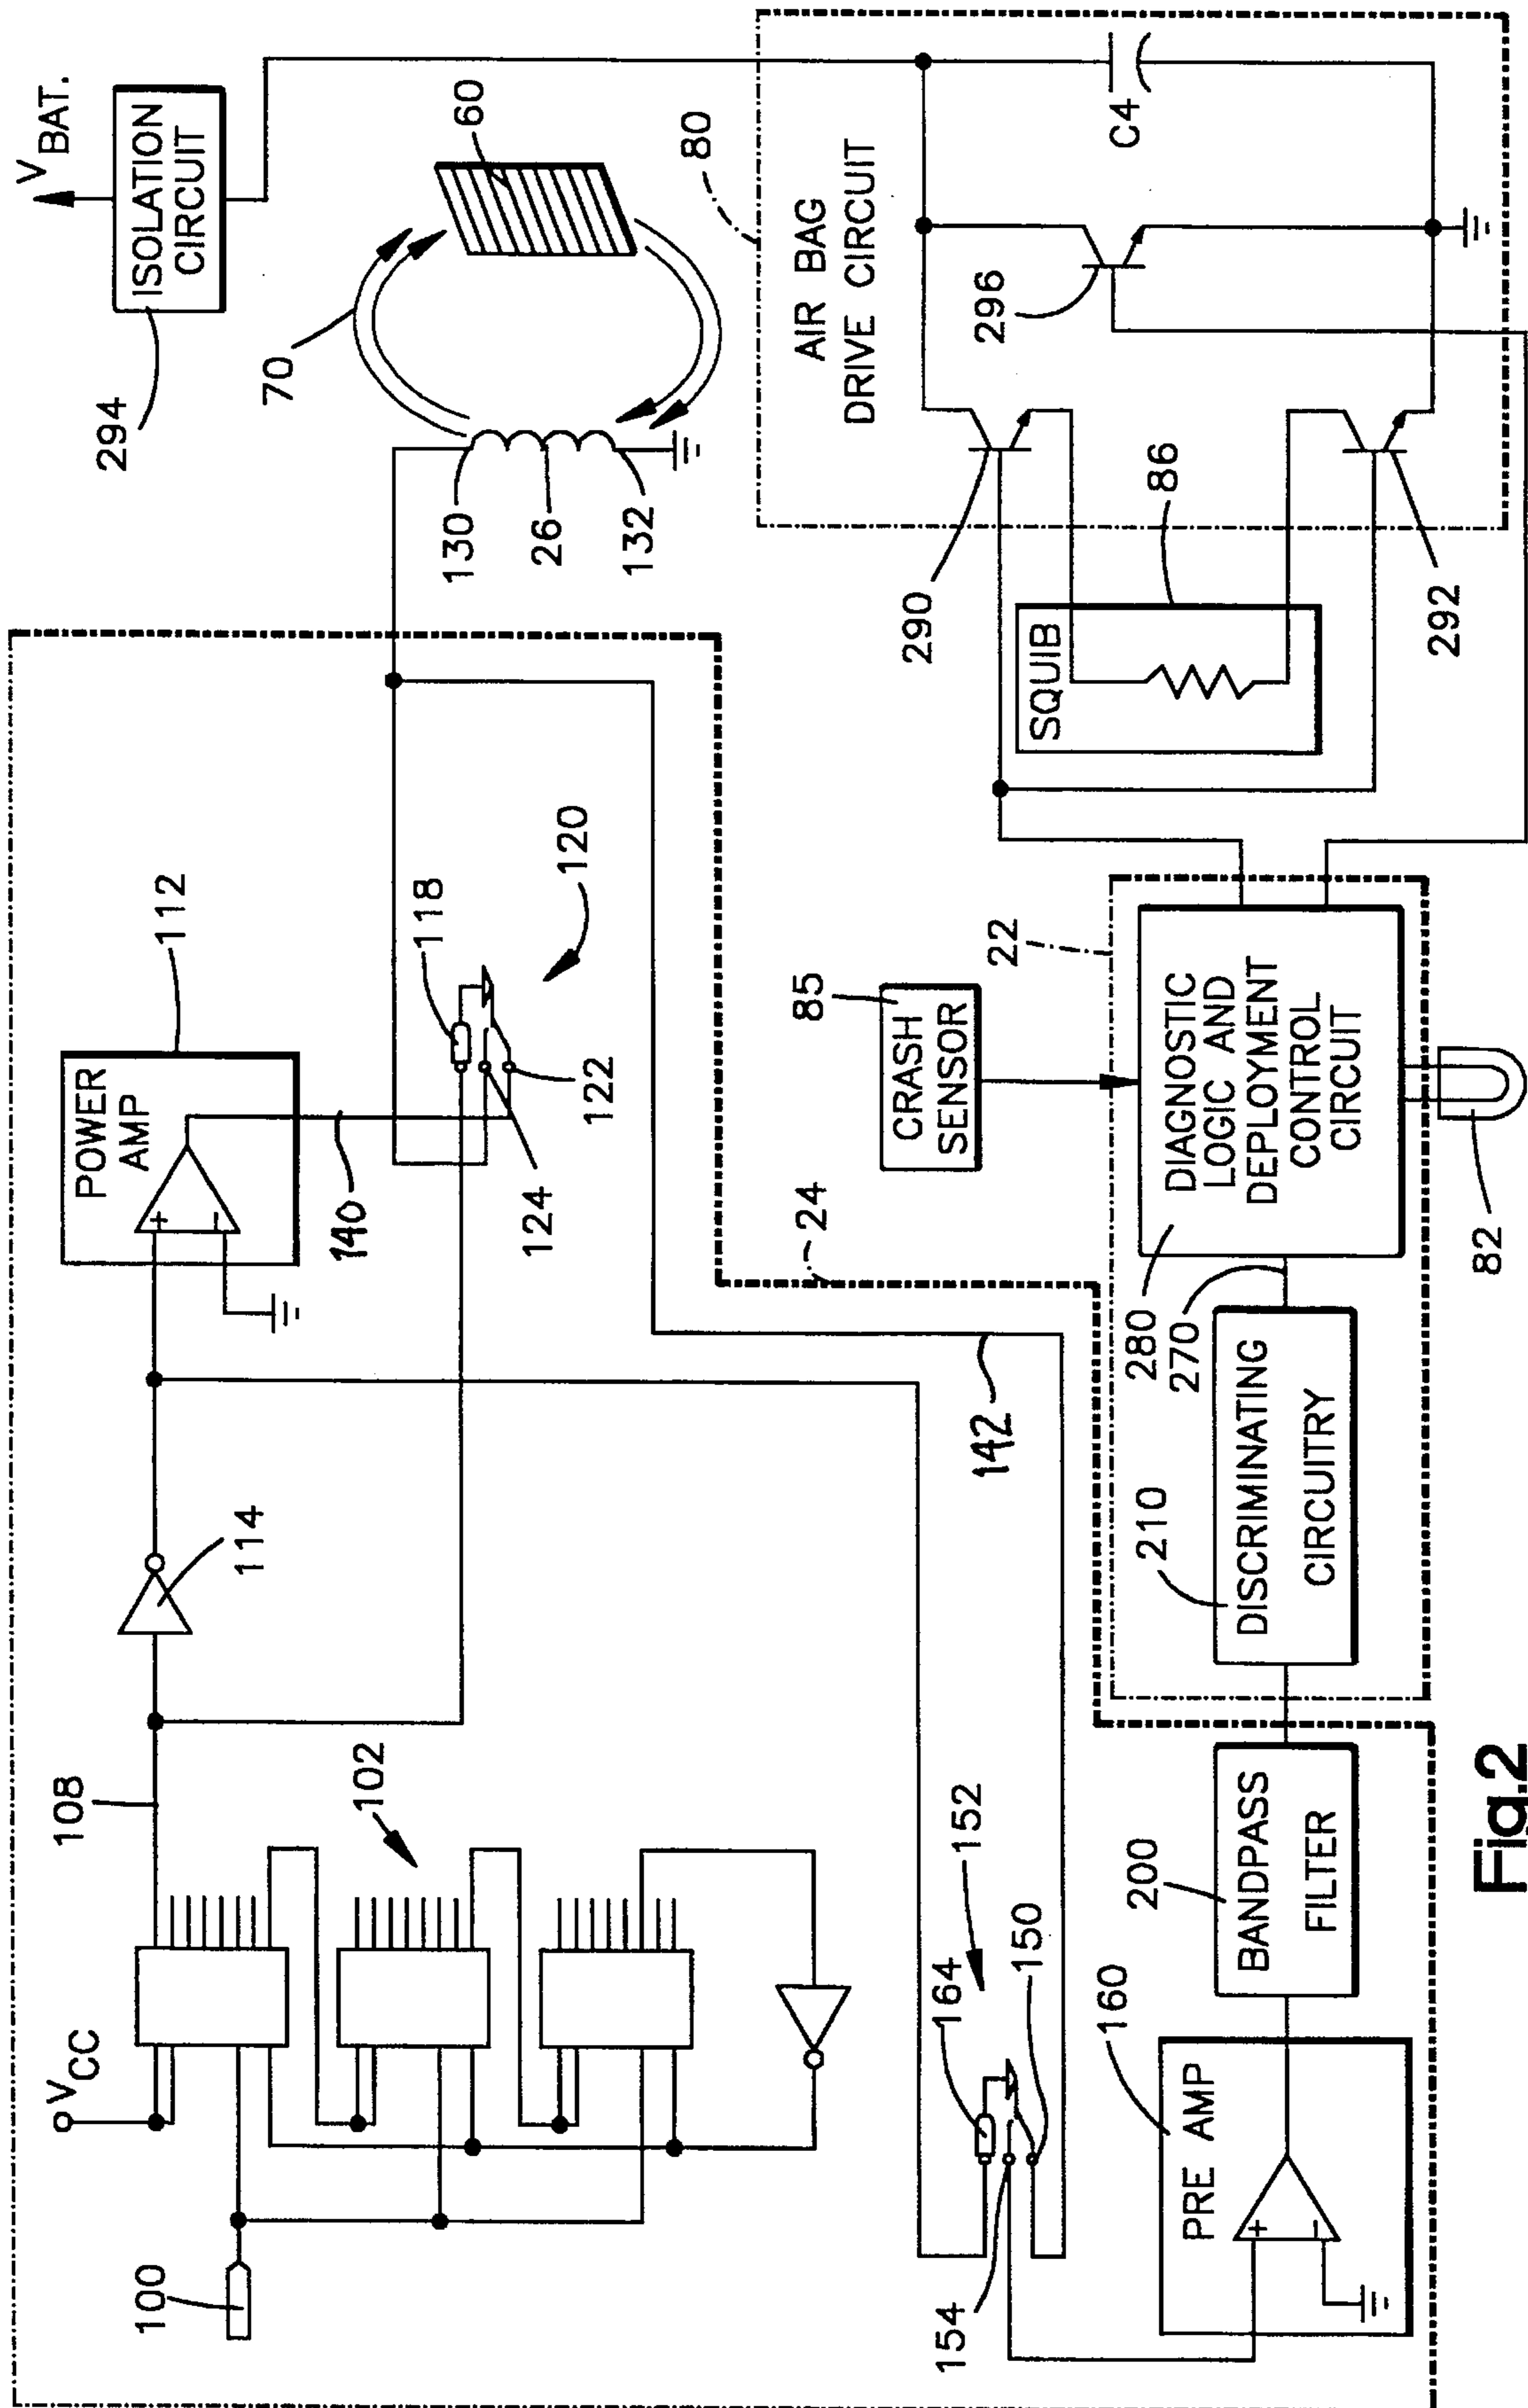 100
VCC
102
108
114
POWER
AMP
+
-
112
140
118
120
122
124
130
26
132
70
60
294
ISOLATION
CIRCUIT
VBAT.
142
24
164
152
154
150
PRE AMP
160
+
-
200
BANDPASS
FILTER
210
DISCRIMINATING
CIRCUITRY
270
280
22
DIAGNOSTIC
LOGIC AND
DEPLOYMENT
CONTROL
CIRCUIT
82
85
CRASH
SENSOR
SQUIB
86
290
292
296
AIR BAG
DRIVE CIRCUIT
80
C4
Fig.2